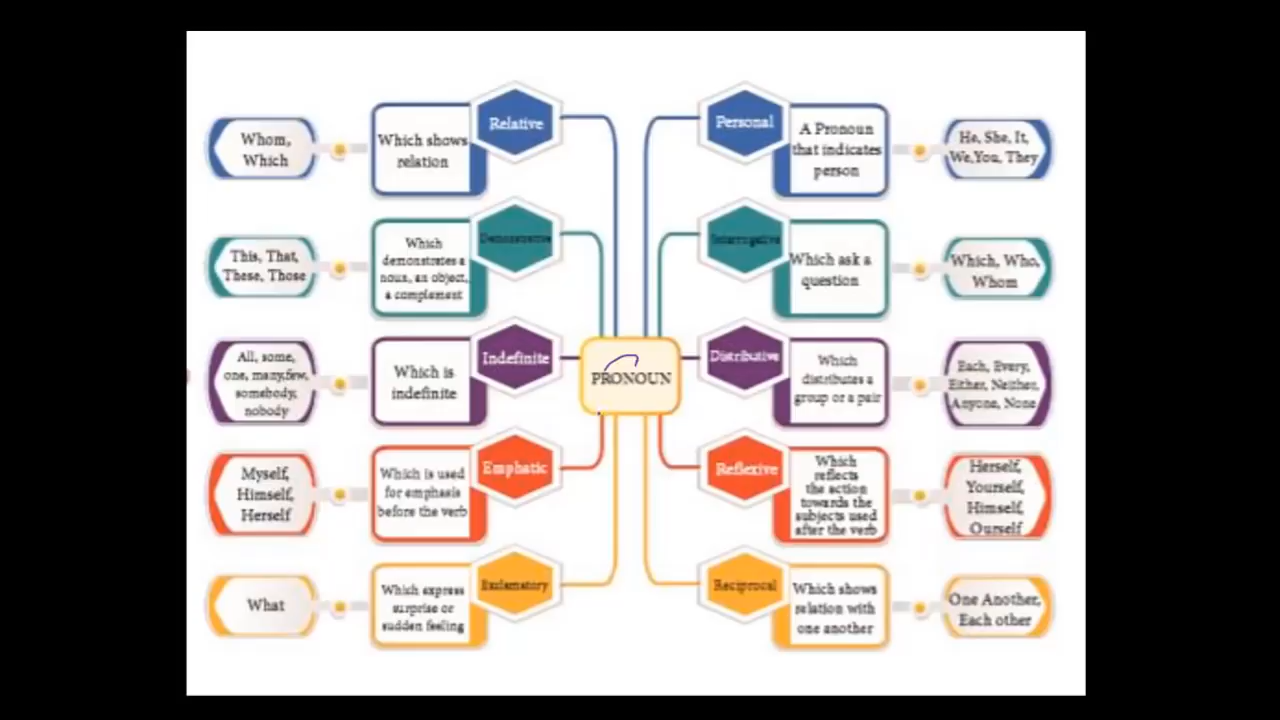 PRONOUN
Relative
Which shows
relation
Whom,
Which
Demonstrative
Which
demonstrates a
noun, an object,
a complement
This, That,
These, Those
Indefinite
Which is
indefinite
All, some,
one, many,few,
somebody,
nobody
Emphatic
Which is used
for emphasis
before the verb
Myself,
Himself,
Herself
Exclamatory
Which express
surprise or
sudden feeling
What
Personal
A Pronoun
that indicates
person
He, She, It,
We,You, They
Interrogative
Which ask a
question
Which, Who,
Whom
Distributive
Which
distributes a
group or a pair
Each, Every,
Either, Neither,
Anyone, None
Reflexive
Which
reflects
the action
towards the
subjects used
after the verb
Herself,
Yourself,
Himself,
Ourself
Reciprocal
Which shows
relation with
one another
One Another,
Each other